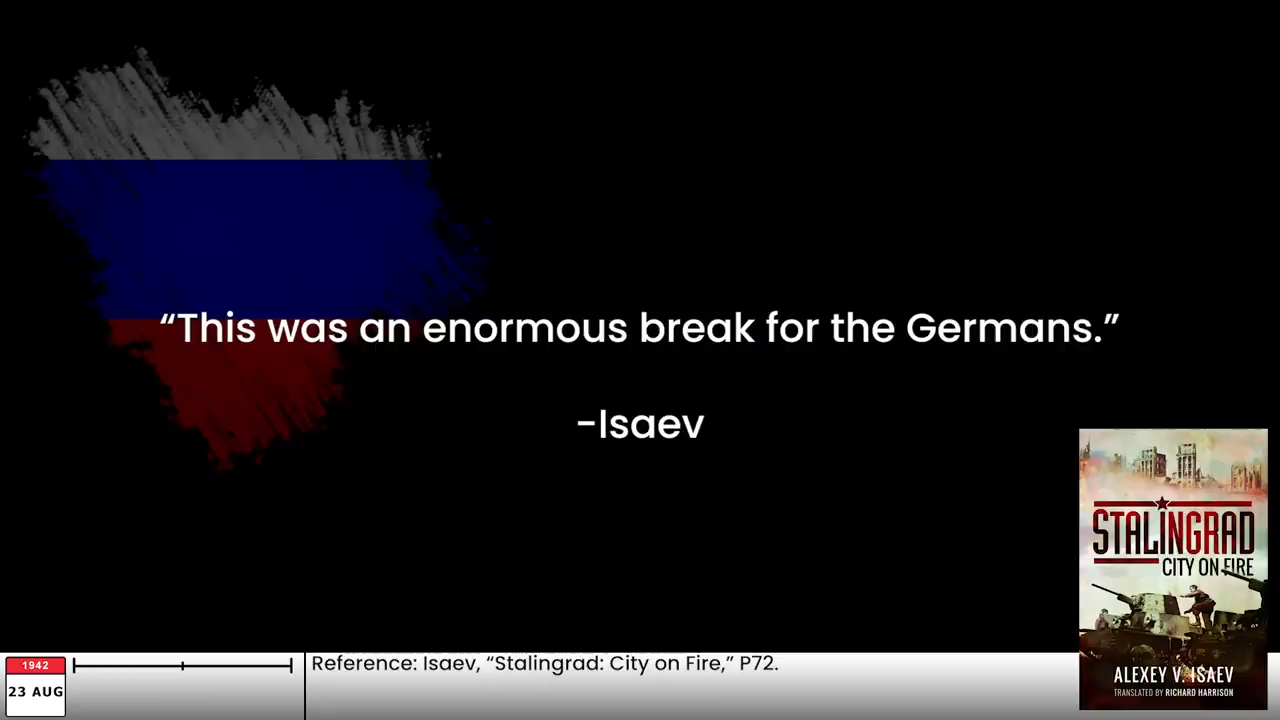 “This was an enormous break for the Germans.”
-Isaev
STALINGRAD
CITY ON FIRE
ALEXEY V. ISAEV
TRANSLATED BY RICHARD HARRISON
1942
23 AUG
Reference: Isaev, “Stalingrad: City on Fire,” P72.